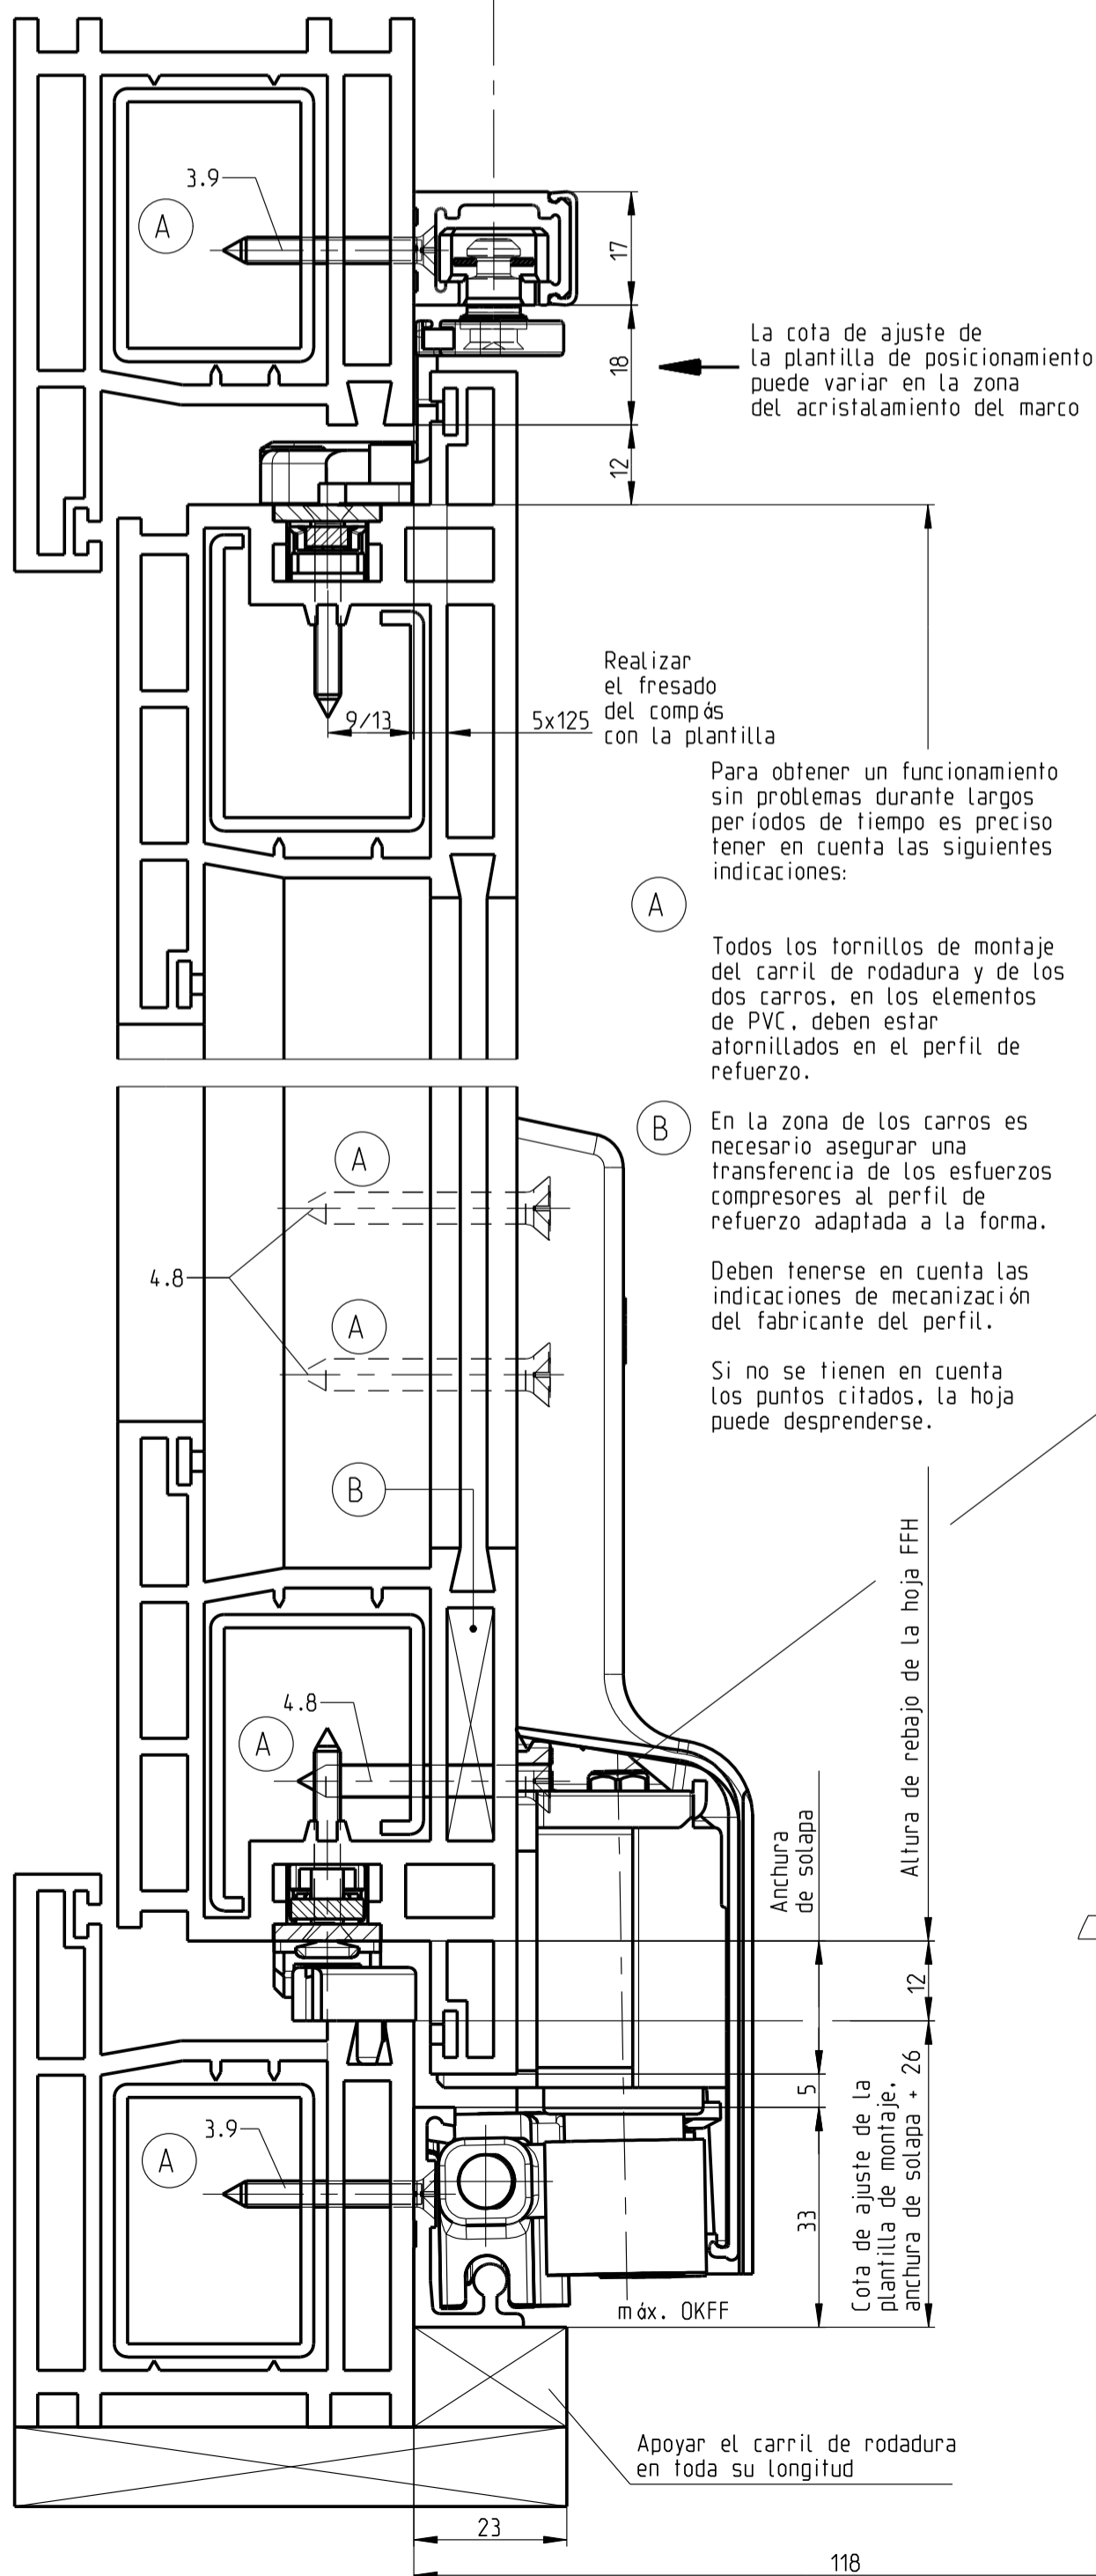 3.9
A
17
18
12
La cota de ajuste de
la plantilla de posicionamiento
puede variar en la zona
del acristalamiento del marco
9/13
5x125
Realizar
el fresado
del compás
con la plantilla
Para obtener un funcionamiento
sin problemas durante largos
períodos de tiempo es preciso
tener en cuenta las siguientes
indicaciones:
A
Todos los tornillos de montaje
del carril de rodadura y de los
dos carros, en los elementos
de PVC, deben estar
atornillados en el perfil de
refuerzo.
B
En la zona de los carros es
necesario asegurar una
transferencia de los esfuerzos
compresores al perfil de
refuerzo adaptada a la forma.
Deben tenerse en cuenta las
indicaciones de mecanización
del fabricante del perfil.
Si no se tienen en cuenta
los puntos citados, la hoja
puede desprenderse.
A
4.8
A
B
4.8
A
Anchura
de solapa
Altura de rebajo de la hoja FFH
12
5
33
Cota de ajuste de la
plantilla de montaje,
anchura de solapa + 26
3.9
A
máx. OKFF
Apoyar el carril de rodadura
en toda su longitud
23
118